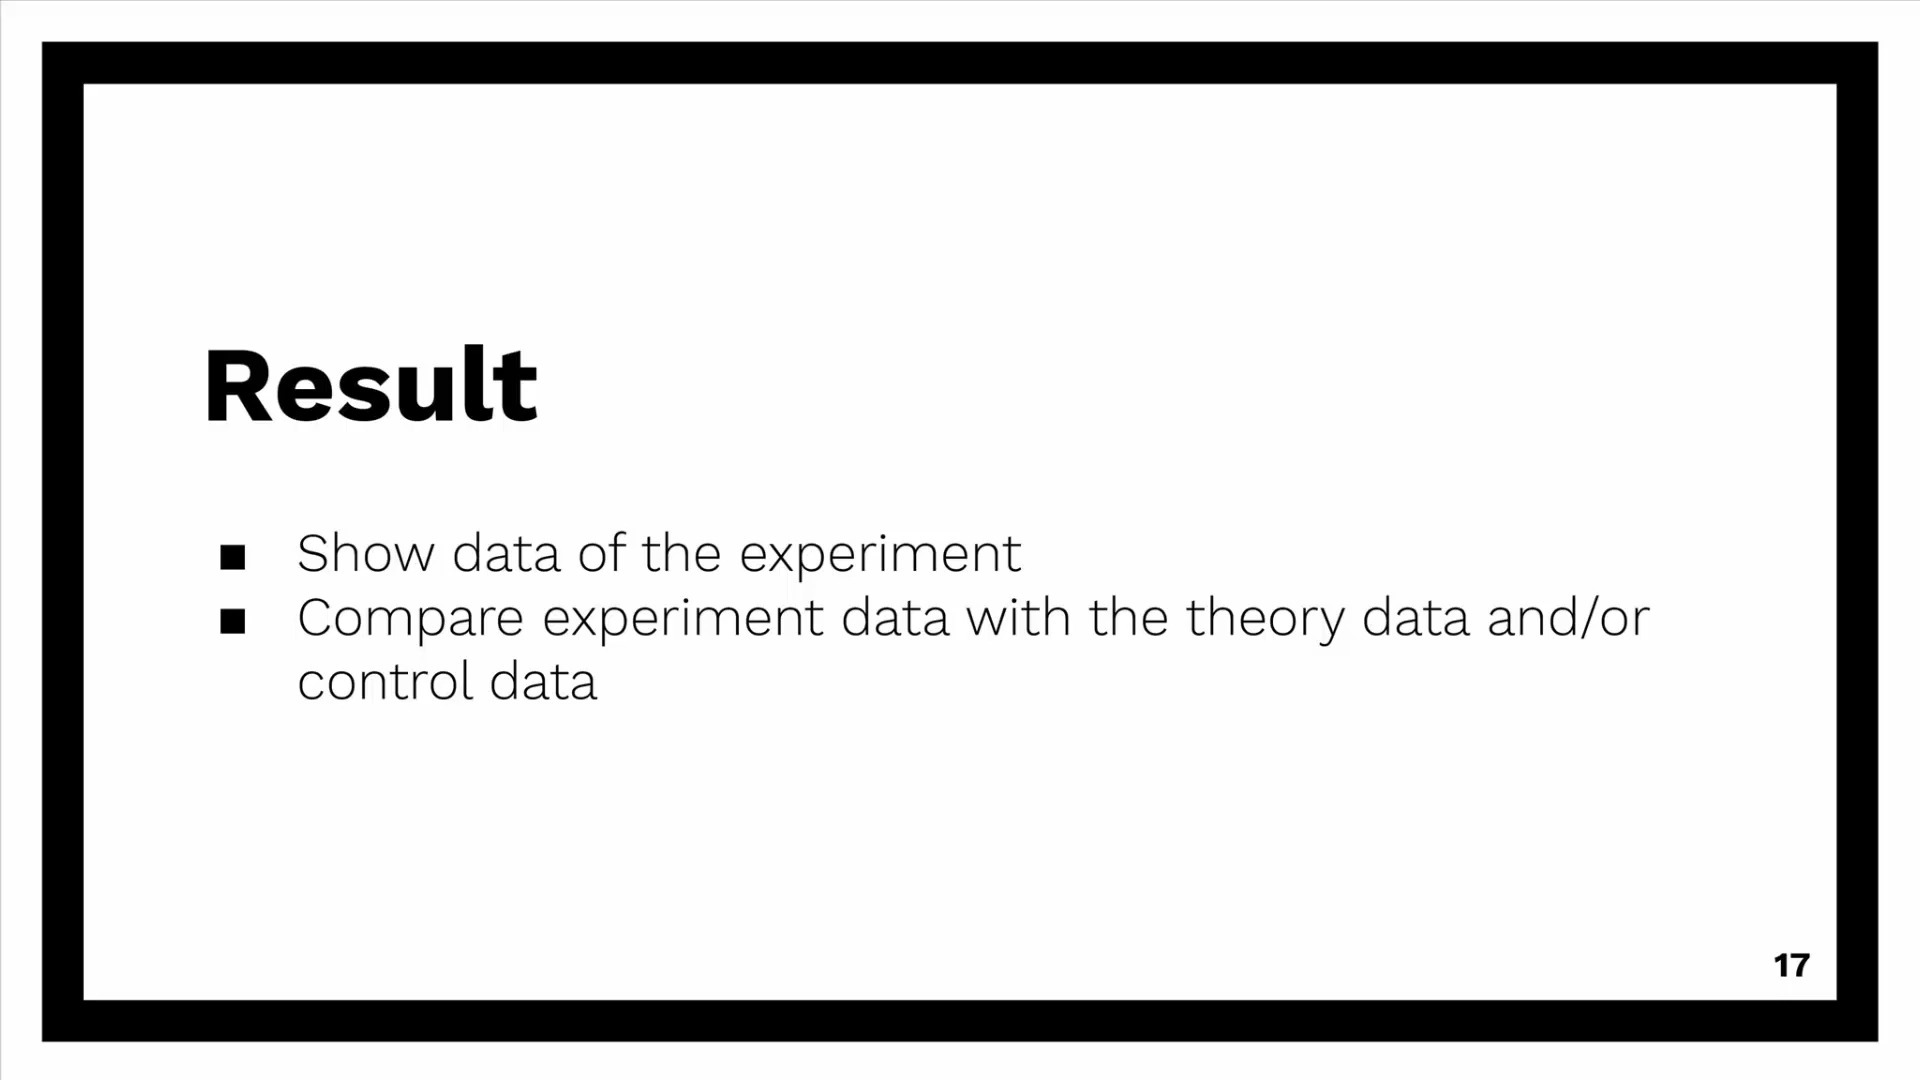 Result
■ Show data of the experiment
■ Compare experiment data with the theory data and/or
control data
17